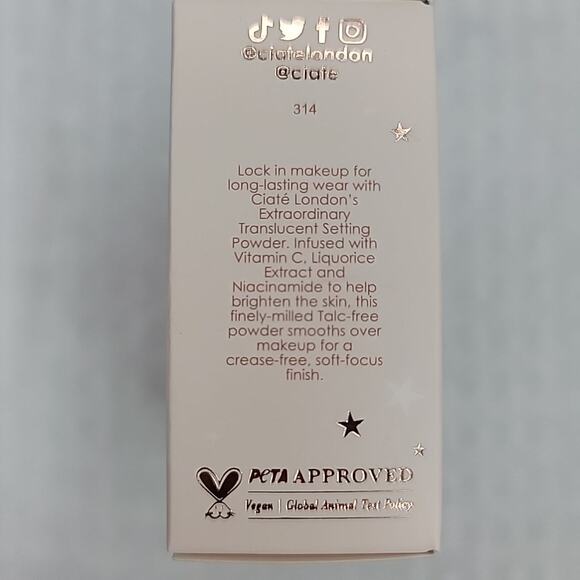 @ciatelondon
@ciate
314
Lock in makeup for
long-lasting wear with
Ciaté London's
Extraordinary
Translucent Setting
Powder. Infused with
Vitamin C, Liquorice
Extract and
Niacinamide to help
brighten the skin, this
finely-milled Talc-free
powder smooths over
makeup for a
crease-free, soft-focus
finish.
PETA APPROVED
Vegan | Global Animal Test Policy